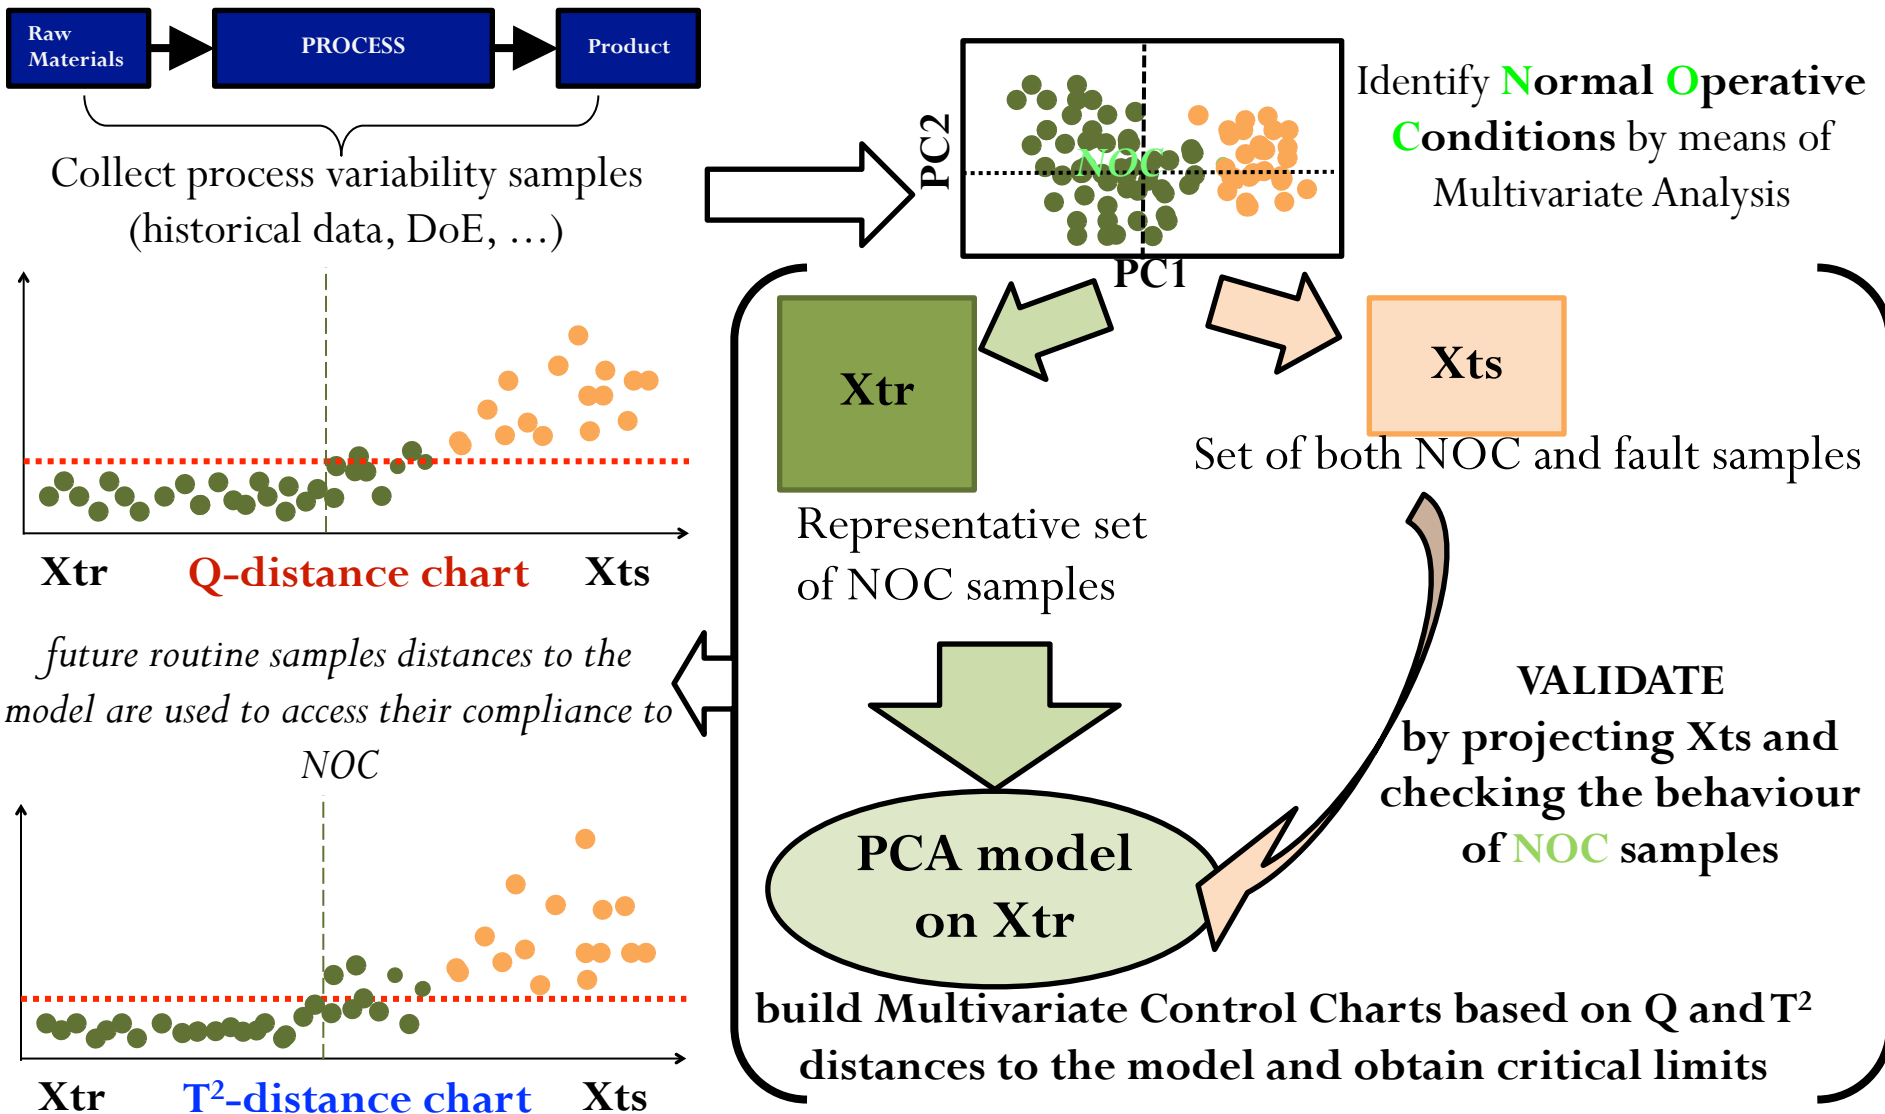 Raw
Materials
PROCESS
Product
Collect process variability samples
(historical data, DoE, …)
PC2
NOC
PC1
Identify Normal Operative
Conditions by means of
Multivariate Analysis
Xtr
Xts
Set of both NOC and fault samples
Representative set
of NOC samples
Xtr
Q-distance chart
Xts
future routine samples distances to the
model are used to access their compliance to
NOC
VALIDATE
by projecting Xts and
checking the behaviour
of NOC samples
PCA model
on Xtr
build Multivariate Control Charts based on Q and T²
distances to the model and obtain critical limits
Xtr
T²-distance chart
Xts